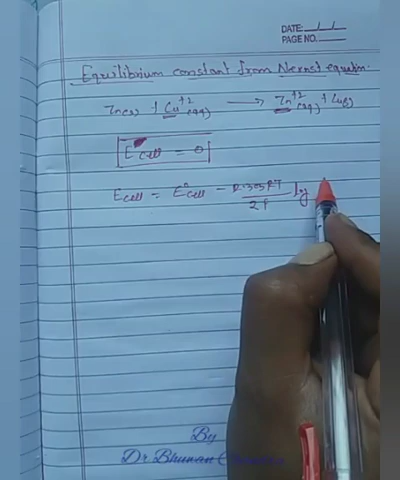 DATE: / /
PAGE NO.
Equilibrium constant from Nernst equation.
Zn(s) + Cu⁺²(aq) ⟶ Zn⁺²(aq) + Cu(s)
E cell = 0
Ecell = E°cell − 2.303RT/2F log
By
Dr Bhuwan